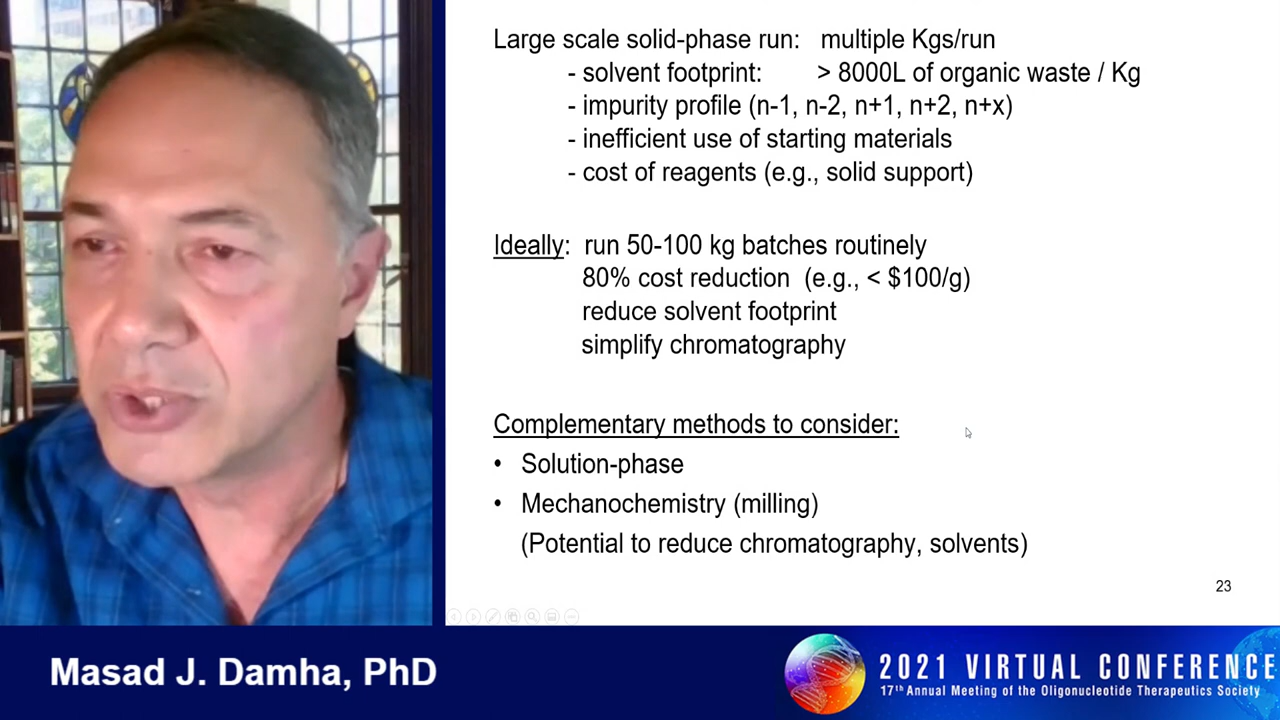 Large scale solid-phase run: multiple Kgs/run
- solvent footprint: > 8000L of organic waste / Kg
- impurity profile (n-1, n-2, n+1, n+2, n+x)
- inefficient use of starting materials
- cost of reagents (e.g., solid support)
Ideally: run 50-100 kg batches routinely
80% cost reduction (e.g., < $100/g)
reduce solvent footprint
simplify chromatography
Complementary methods to consider:
• Solution-phase
• Mechanochemistry (milling)
(Potential to reduce chromatography, solvents)
23
Masad J. Damha, PhD
2021 VIRTUAL CONFERENCE
17th Annual Meeting of the Oligonucleotide Therapeutics Society